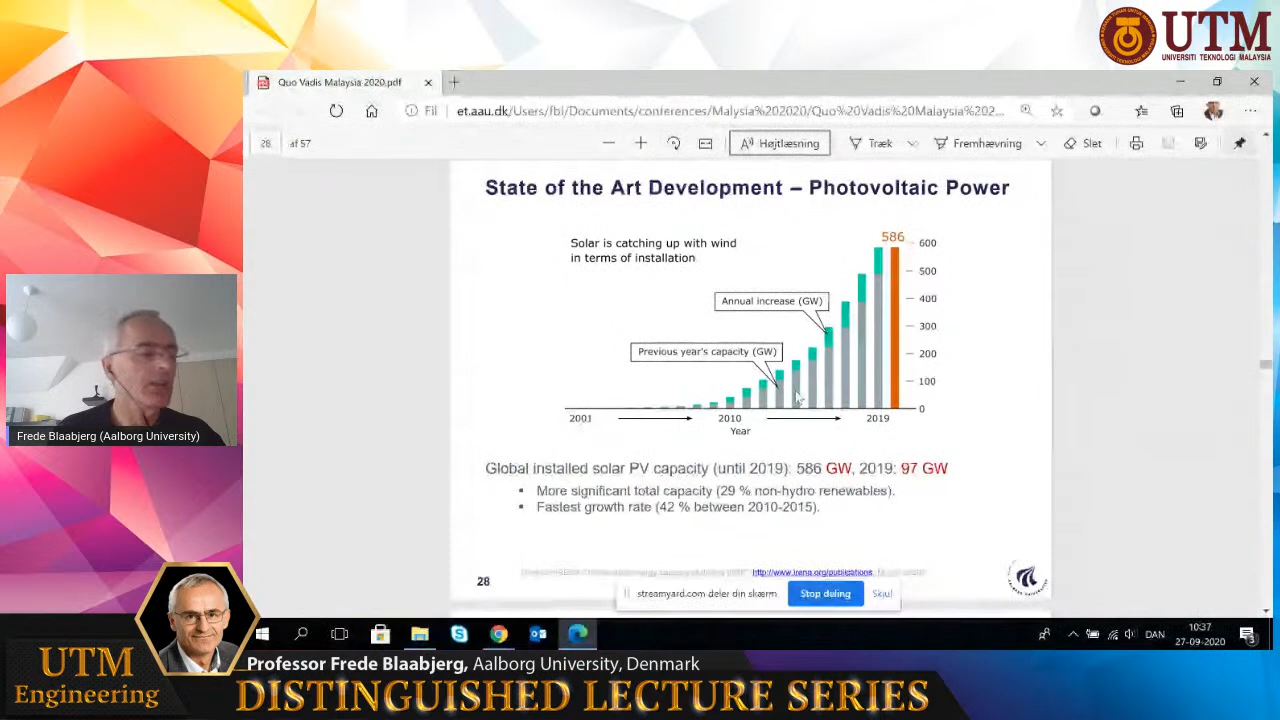 UTM
UNIVERSITI TEKNOLOGI MALAYSIA
Quo Vadis Malaysia 2020.pdf
Fil
et.aau.dk/Users/fbl/Documents/conferences/Malysia%202020/Quo%20Vadis%20Malaysia%202...
28
af 57
Højtlæsning
Træk
Fremhævning
Slet
State of the Art Development – Photovoltaic Power
Solar is catching up with wind
in terms of installation
586
600
500
400
300
200
100
0
Annual increase (GW)
Previous year's capacity (GW)
2001
2010
2019
Year
Global installed solar PV capacity (until 2019): 586 GW, 2019: 97 GW
▪ More significant total capacity (29 % non-hydro renewables).
▪ Fastest growth rate (42 % between 2010-2015).
http://www.irena.org/publications
28
streamyard.com deler din skærm
Stop deling
Skjul
Frede Blaabjerg (Aalborg University)
DAN
10:37
27-09-2020
3
UTM
Engineering
Professor Frede Blaabjerg, Aalborg University, Denmark
DISTINGUISHED LECTURE SERIES